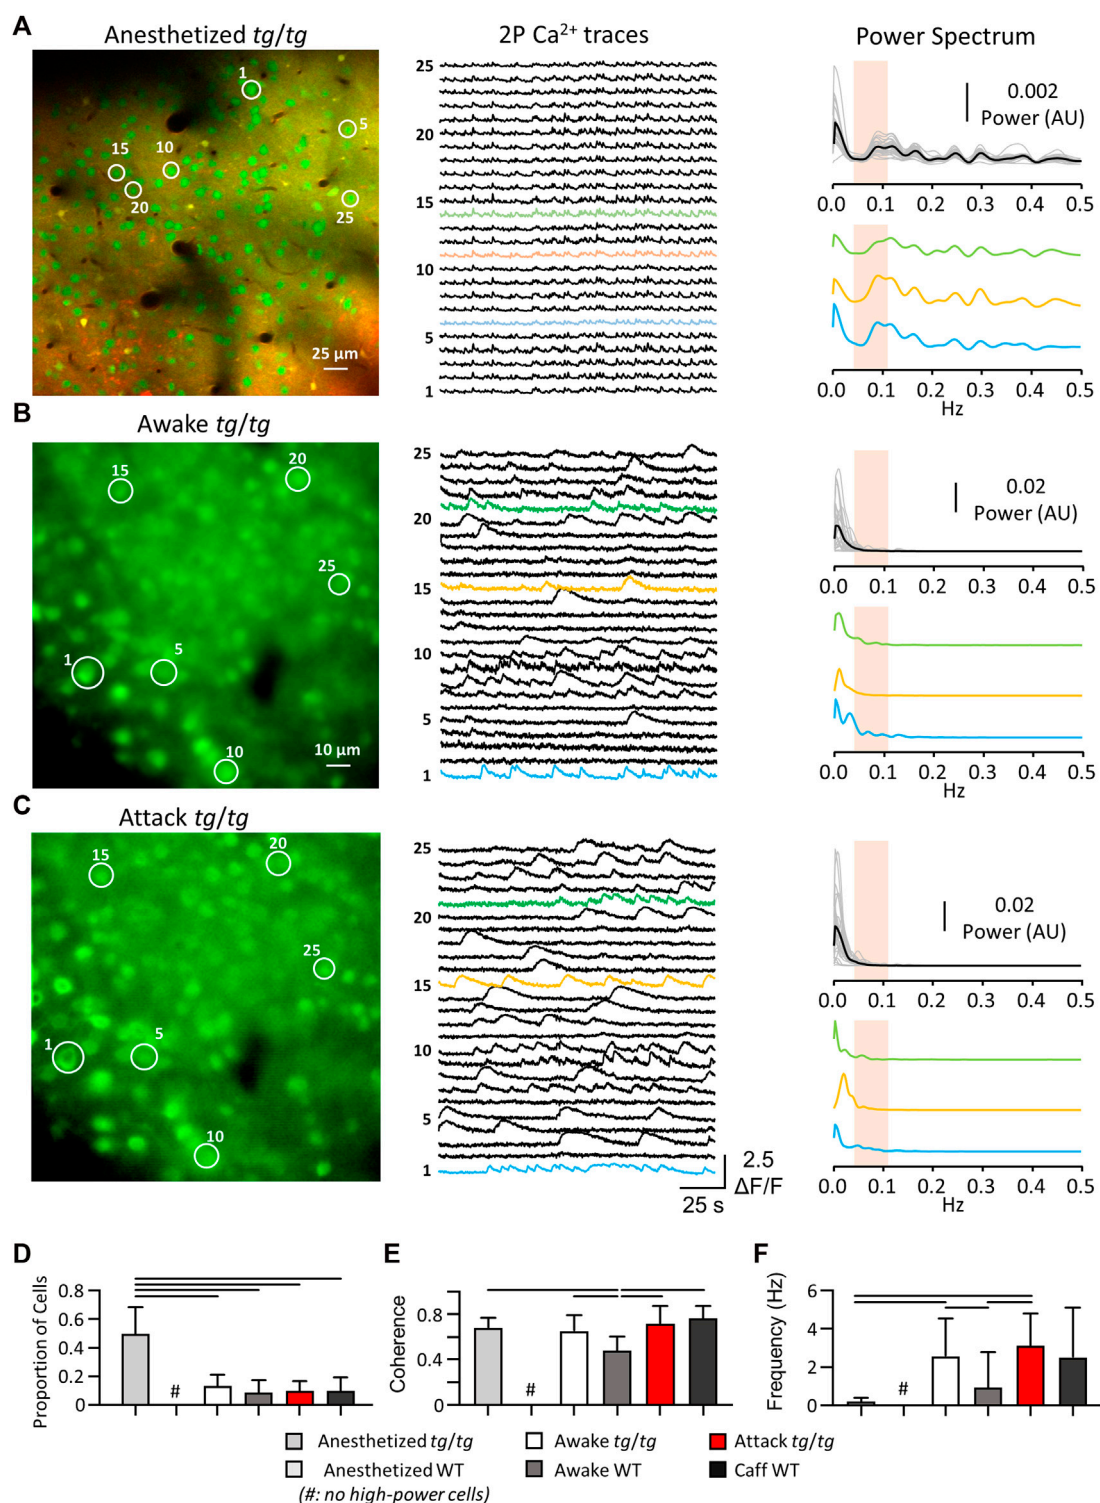 A
Anesthetized tg/tg
2P Ca²⁺ traces
Power Spectrum
1
5
15
10
20
25
25 µm
25
20
15
10
5
1
0.002
Power (AU)
0.0 0.1 0.2 0.3 0.4 0.5
0.0 0.1 0.2 0.3 0.4 0.5
Hz
B
Awake tg/tg
15
20
25
1
5
10
10 µm
25
20
15
10
5
1
0.02
Power (AU)
0.0 0.1 0.2 0.3 0.4 0.5
0.0 0.1 0.2 0.3 0.4 0.5
Hz
C
Attack tg/tg
15
20
25
1
5
10
25
20
15
10
5
1
2.5
ΔF/F
25 s
0.02
Power (AU)
0.0 0.1 0.2 0.3 0.4 0.5
0.0 0.1 0.2 0.3 0.4 0.5
Hz
D
Proportion of Cells
0.8
0.6
0.4
0.2
0
#
E
Coherence
0.8
0.4
0
#
F
Frequency (Hz)
6
4
2
0
#
Anesthetized tg/tg
Awake tg/tg
Attack tg/tg
Anesthetized WT
Awake WT
Caff WT
(#: no high-power cells)